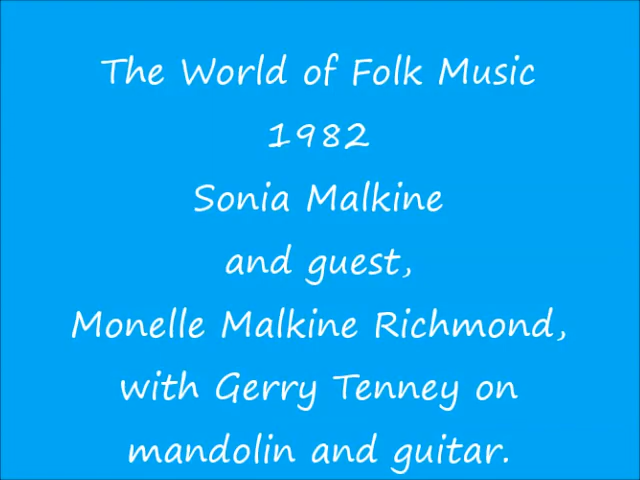 The World of Folk Music
1982
Sonia Malkine
and guest,
Monelle Malkine Richmond,
with Gerry Tenney on
mandolin and guitar.